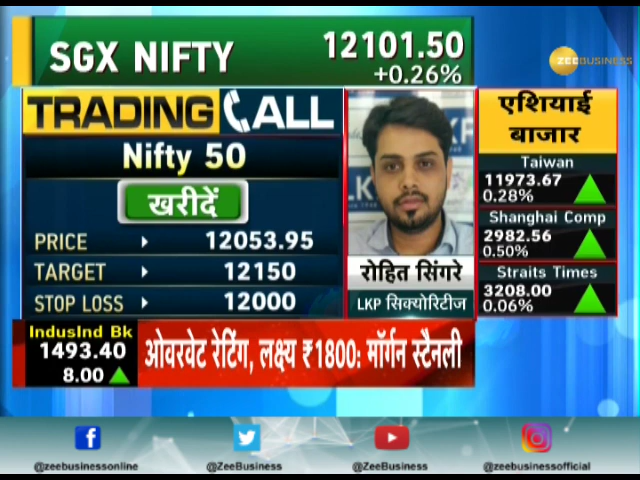 SGX NIFTY
12101.50
+0.26%
ZEEBUSINESS
TRADING CALL
Nifty 50
खरीदें
PRICE 12053.95
TARGET 12150
STOP LOSS 12000
रोहित सिंगरे
LKP सिक्योरिटीज
एशियाई
बाजार
Taiwan
11973.67
0.28%
Shanghai Comp
2982.56
0.50%
Straits Times
3208.00
0.06%
IndusInd Bk
1493.40
8.00
ओवरवेट रेटिंग, लक्ष्य ₹1800: मॉर्गन स्टैनली
@zeebusinessonline
@ZeeBusiness
@ZeeBusiness
@zeebusinessofficial